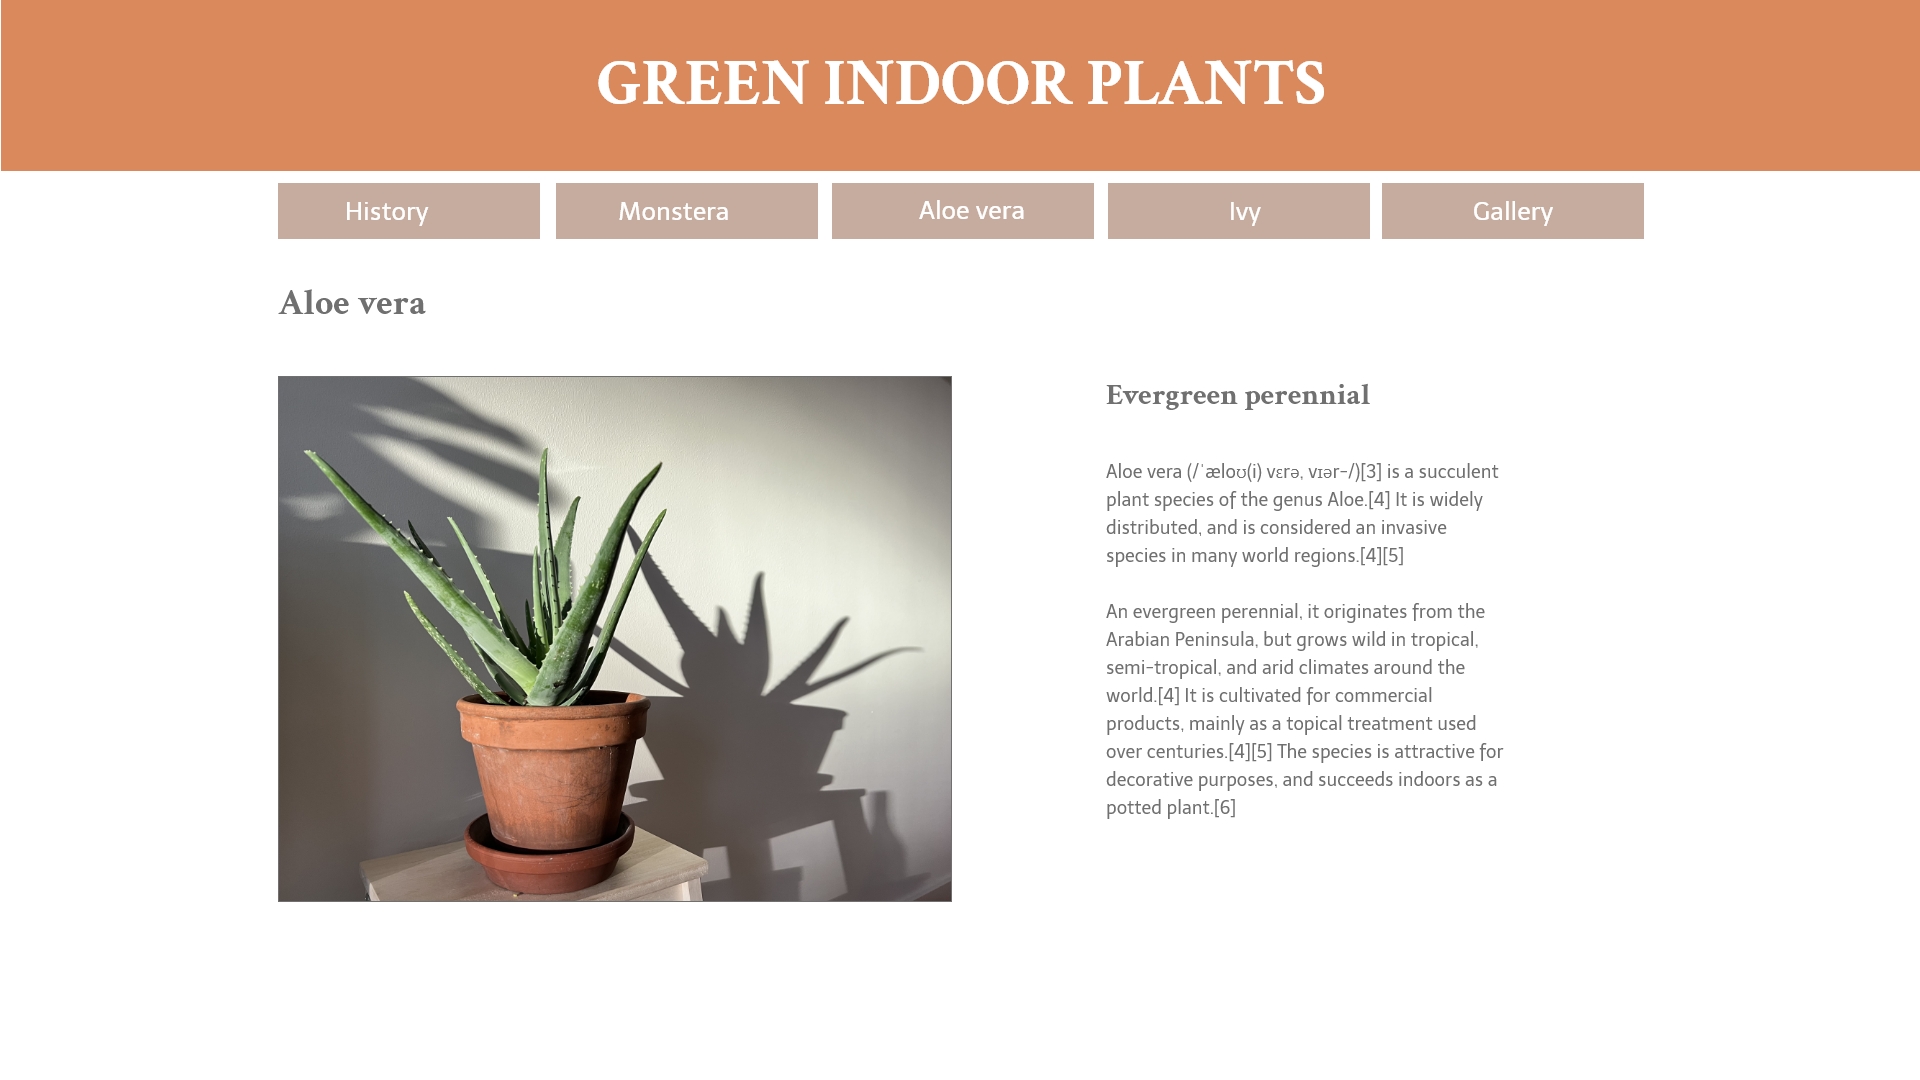 GREEN INDOOR PLANTS
History
Monstera
Aloe vera
Ivy
Gallery
Aloe vera
Evergreen perennial
Aloe vera (/ˈæloʊ(i) vɛrə, vɪər-/)[3] is a succulent
plant species of the genus Aloe.[4] It is widely
distributed, and is considered an invasive
species in many world regions.[4][5]
An evergreen perennial, it originates from the
Arabian Peninsula, but grows wild in tropical,
semi-tropical, and arid climates around the
world.[4] It is cultivated for commercial
products, mainly as a topical treatment used
over centuries.[4][5] The species is attractive for
decorative purposes, and succeeds indoors as a
potted plant.[6]